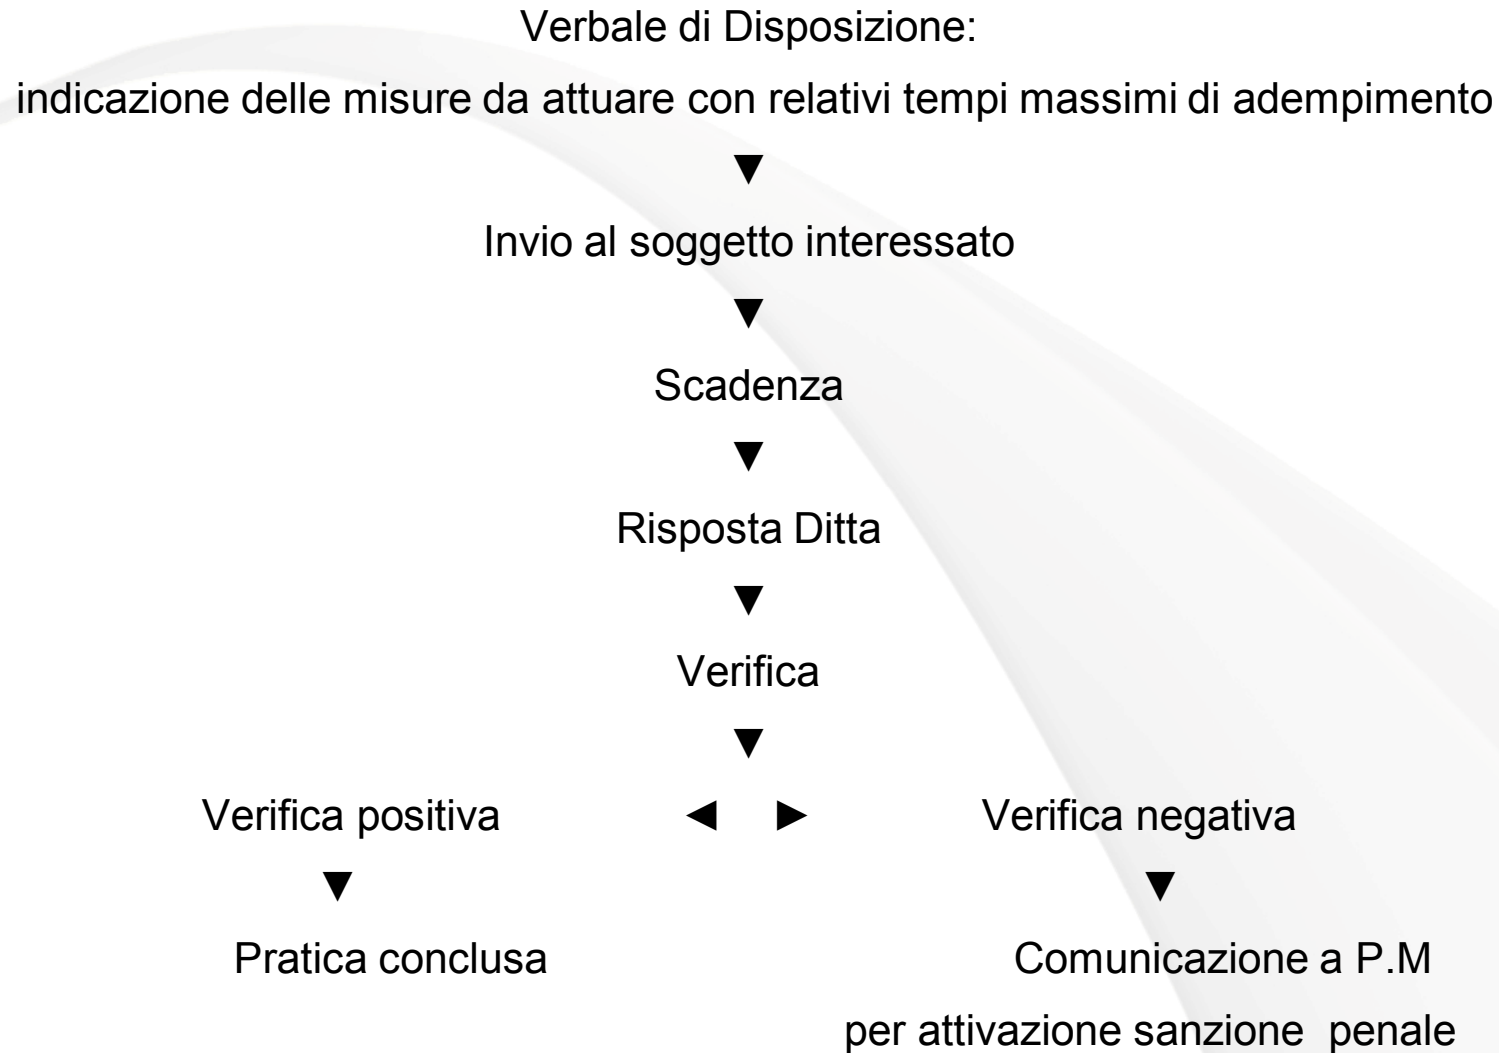 Verbale di Disposizione:
indicazione delle misure da attuare con relativi tempi massimi di adempimento
▼
Invio al soggetto interessato
▼
Scadenza
▼
Risposta Ditta
▼
Verifica
▼
Verifica positiva ◄ ► Verifica negativa
▼ ▼
Pratica conclusa Comunicazione a P.M
per attivazione sanzione penale